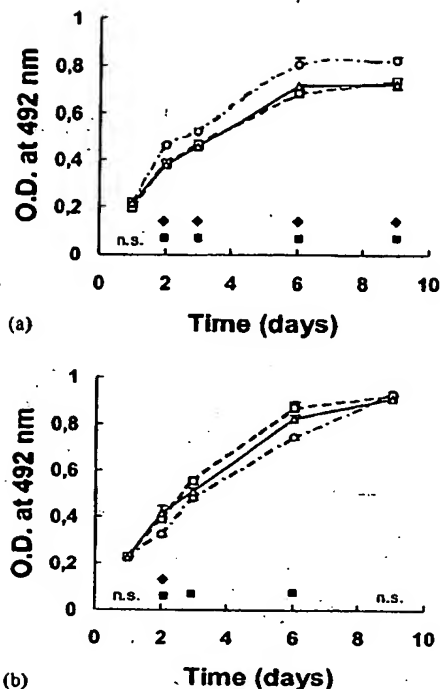 1
0,8
0,6
0,4
0,2
0
O.D. at 492 nm
n.s.
0 2 4 6 8 10
(a) Time (days)
1
0,8
0,6
0,4
0,2
0
O.D. at 492 nm
n.s. n.s.
0 2 4 6 8 10
(b) Time (days)